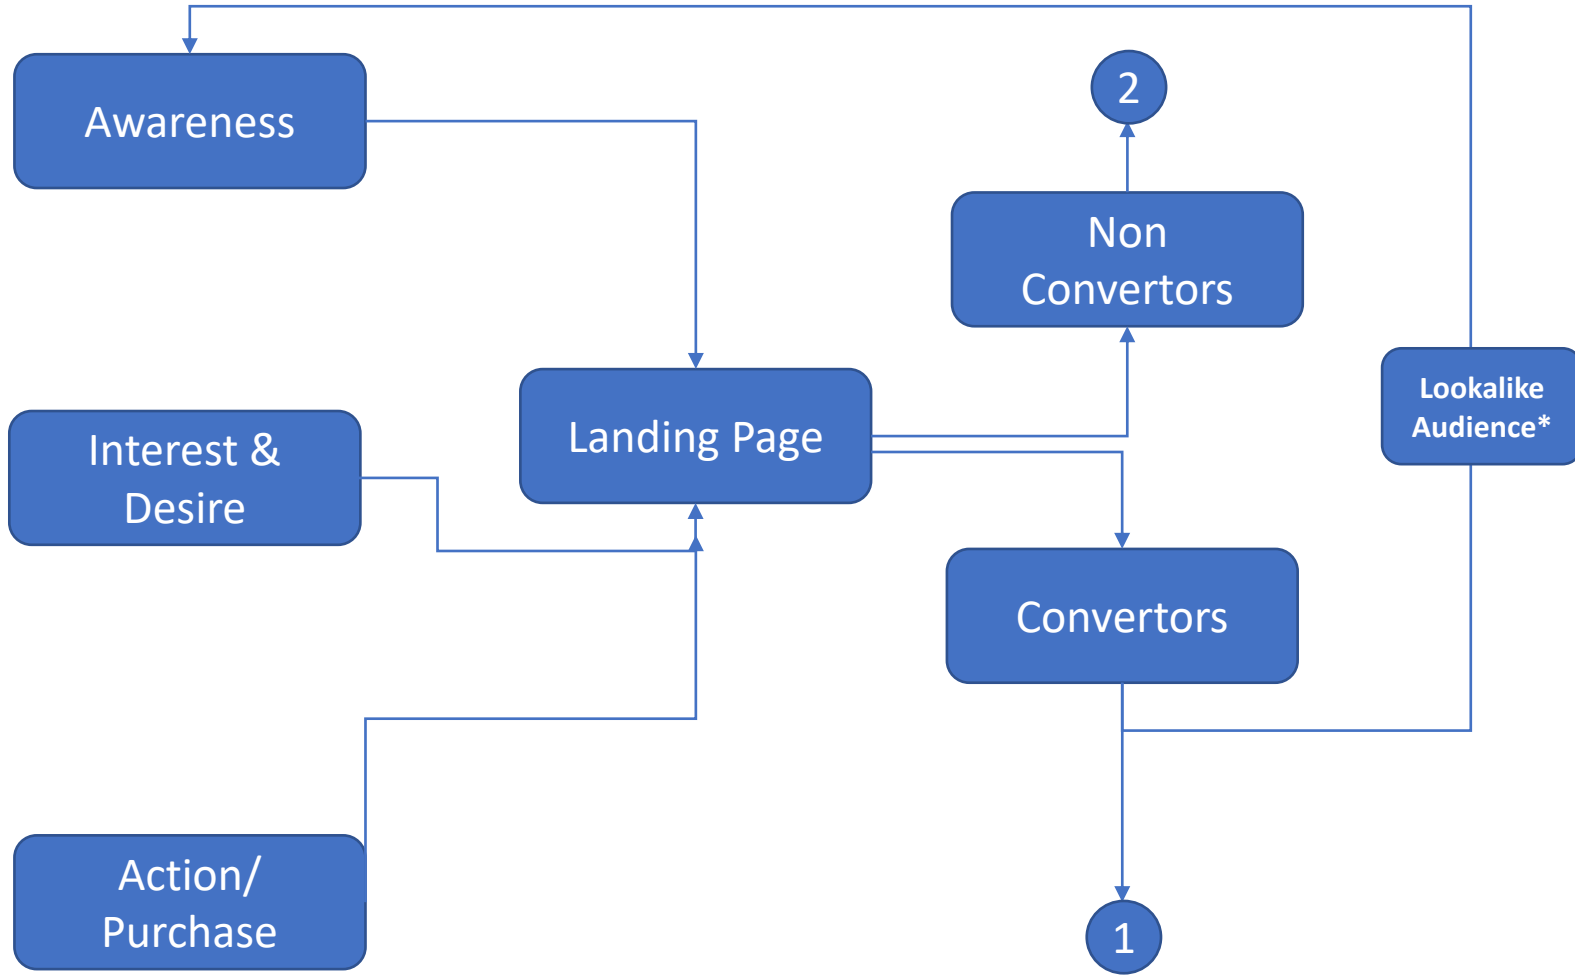 Awareness
2
Non
Convertors
Lookalike
Audience*
Landing Page
Interest &
Desire
Convertors
Action/
Purchase
1